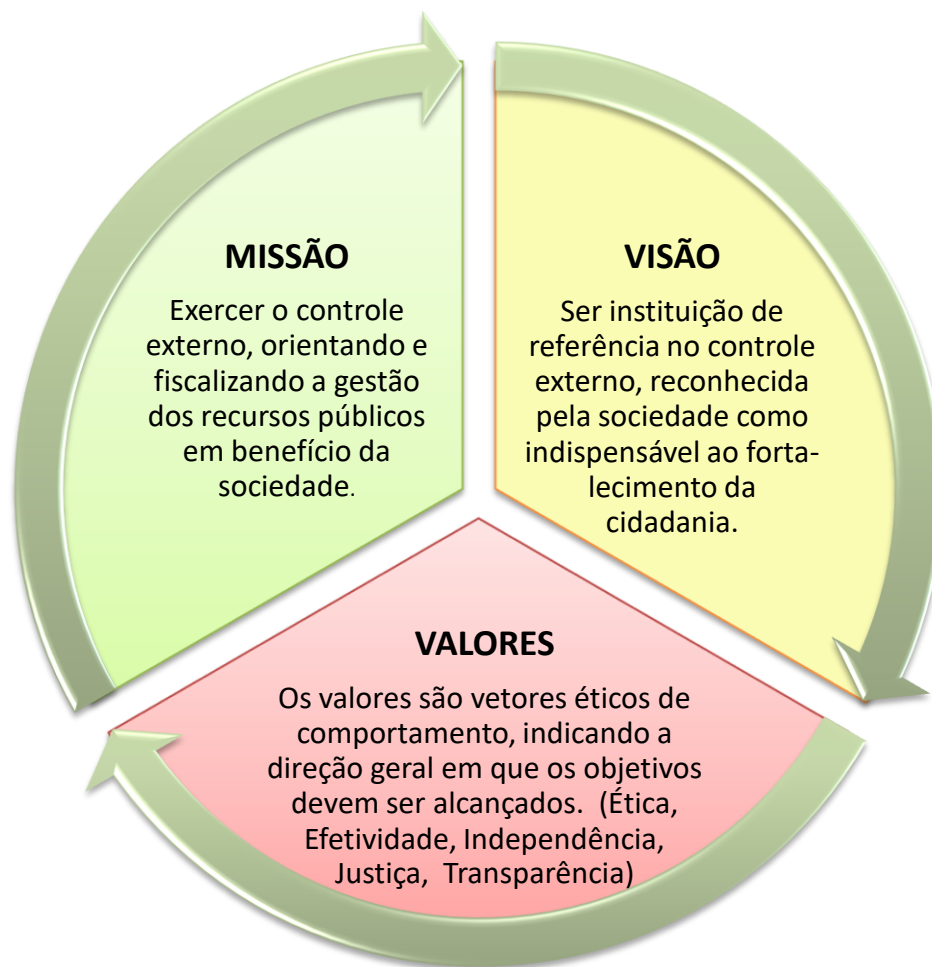 MISSÃO
Exercer o controle
externo, orientando e
fiscalizando a gestão
dos recursos públicos
em benefício da
sociedade.
VISÃO
Ser instituição de
referência no controle
externo, reconhecida
pela sociedade como
indispensável ao forta-
lecimento da
cidadania.
VALORES
Os valores são vetores éticos de
comportamento, indicando a
direção geral em que os objetivos
devem ser alcançados. (Ética,
Efetividade, Independência,
Justiça, Transparência)